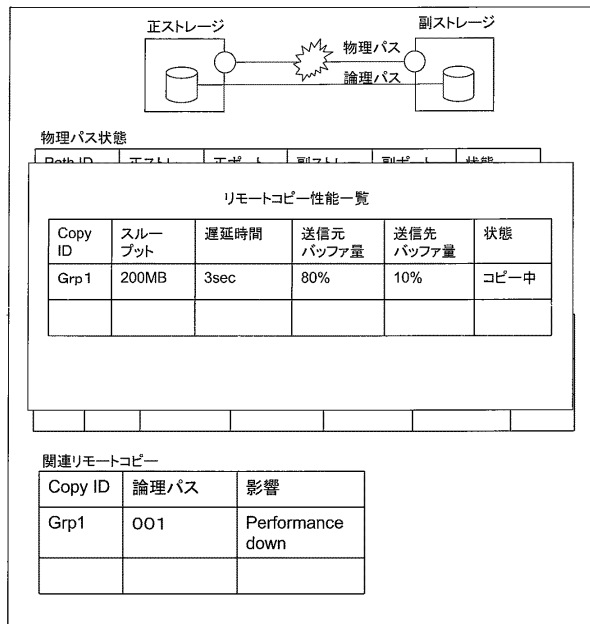 正ストレージ
副ストレージ
物理パス
論理パス
物理パス状態
リモートコピー性能一覧
Copy ID
スループット
遅延時間
送信元バッファ量
送信先バッファ量
状態
Grp1
200MB
3sec
80%
10%
コピー中
関連リモートコピー
Copy ID
論理パス
影響
Grp1
001
Performance down